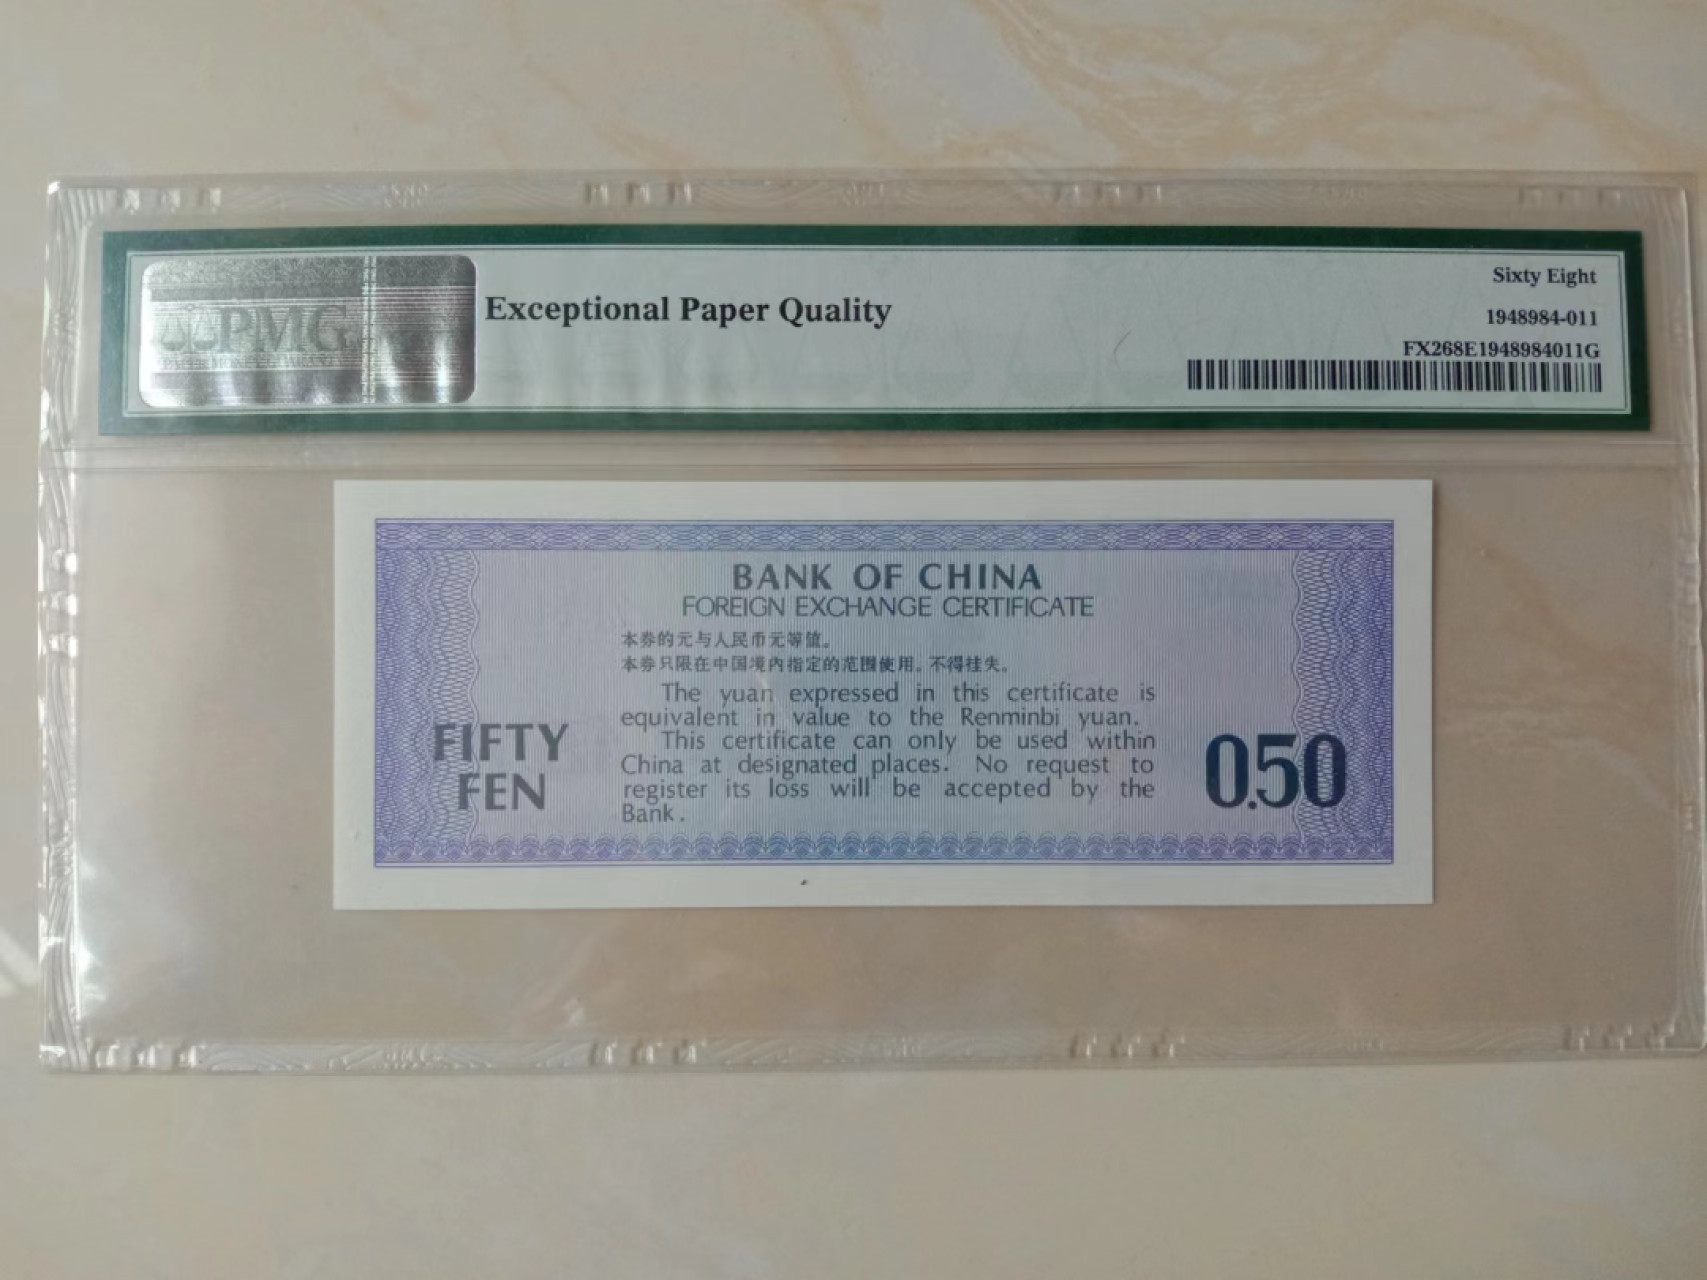 PMG
Exceptional Paper Quality
Sixty Eight
1948984-011
FX268E1948984011G
BANK OF CHINA
FOREIGN EXCHANGE CERTIFICATE
本券的元与人民币元等值。
本券只限在中国境内指定的范围使用。不得挂失。
The yuan expressed in this certificate is
equivalent in value to the Renminbi yuan.
This certificate can only be used within
China at designated places. No request to
register its loss will be accepted by the
Bank.
FIFTY
FEN
0.50